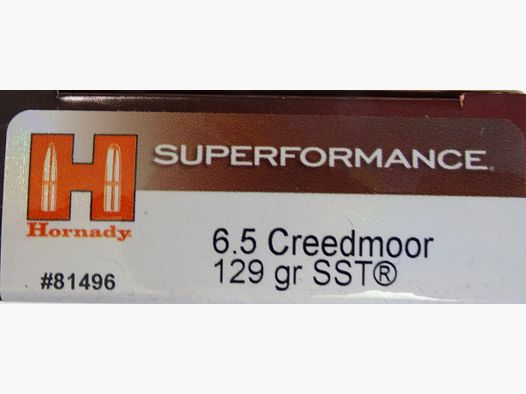 SUPERFORMANCE.
H
Hornady
6.5 Creedmoor
129 gr SST®
#81496